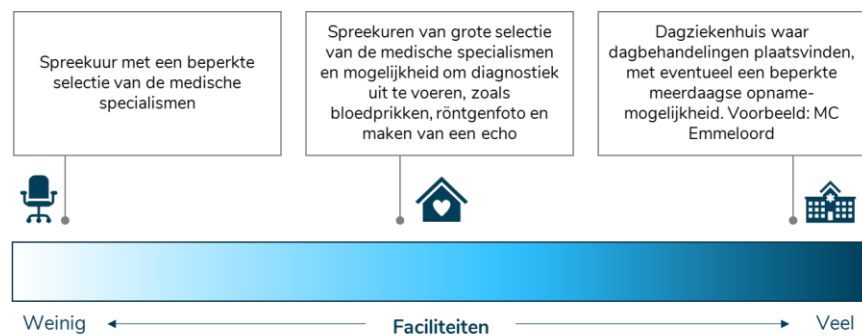 Spreekuur met een beperkte
selectie van de medische
specialismen
Spreekuren van grote selectie
van de medische specialismen
en mogelijkheid om diagnostiek
uit te voeren, zoals
bloedprikken, röntgenfoto en
maken van een echo
Dagziekenhuis waar
dagbehandelingen plaatsvinden,
met eventueel een beperkte
meerdaagse opname-
mogelijkheid. Voorbeeld: MC
Emmeloord
Weinig
Faciliteiten
Veel